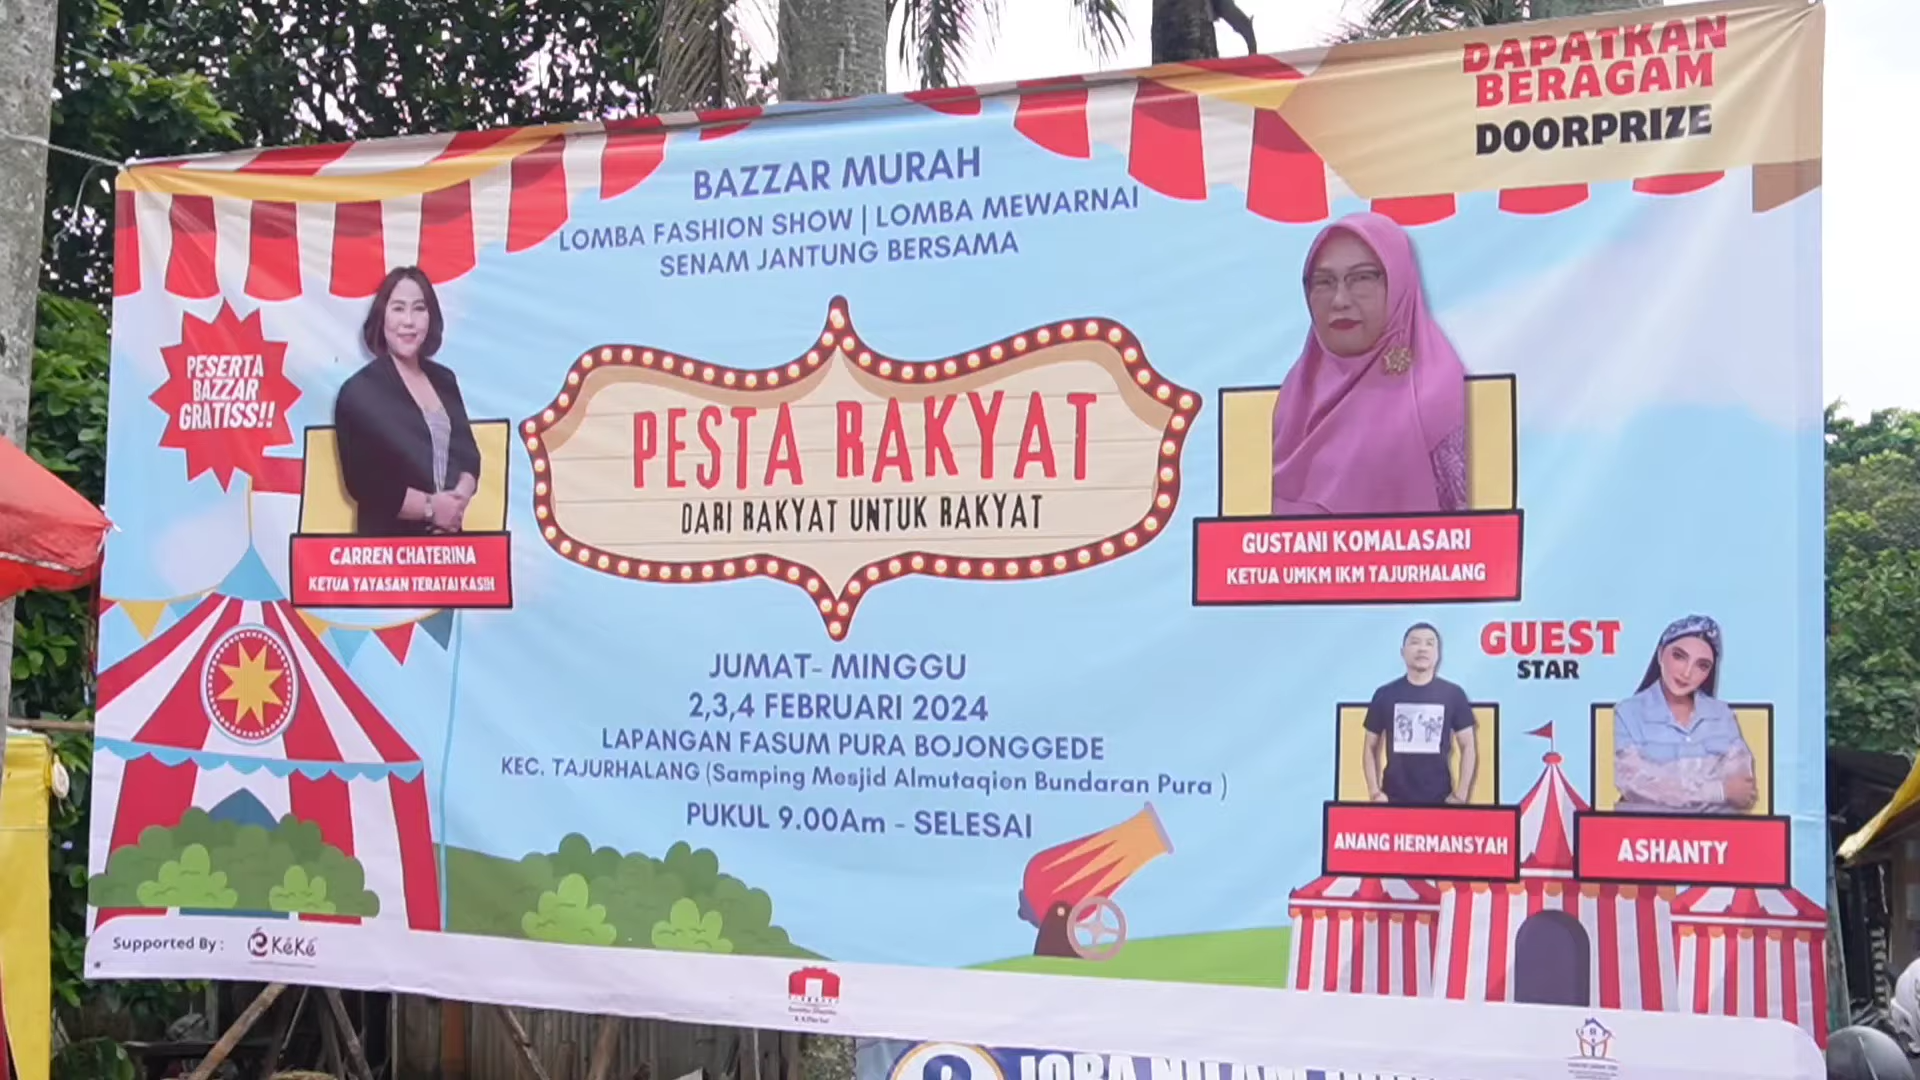 DAPATKAN
BERAGAM
DOORPRIZE
BAZZAR MURAH
LOMBA FASHION SHOW | LOMBA MEWARNAI
SENAM JANTUNG BERSAMA
PESERTA
BAZZAR
GRATISS!!
PESTA RAKYAT
DARI RAKYAT UNTUK RAKYAT
CARREN CHATERINA
KETUA YAYASAN TERATAI KASIH
GUSTANI KOMALASARI
KETUA UMKM IKM TAJURHALANG
JUMAT- MINGGU
2,3,4 FEBRUARI 2024
LAPANGAN FASUM PURA BOJONGGEDE
KEC. TAJURHALANG (Samping Mesjid Almutaqien Bundaran Pura )
PUKUL 9.00Am - SELESAI
GUEST
STAR
ANANG HERMANSYAH
ASHANTY
Supported By :
KéKé